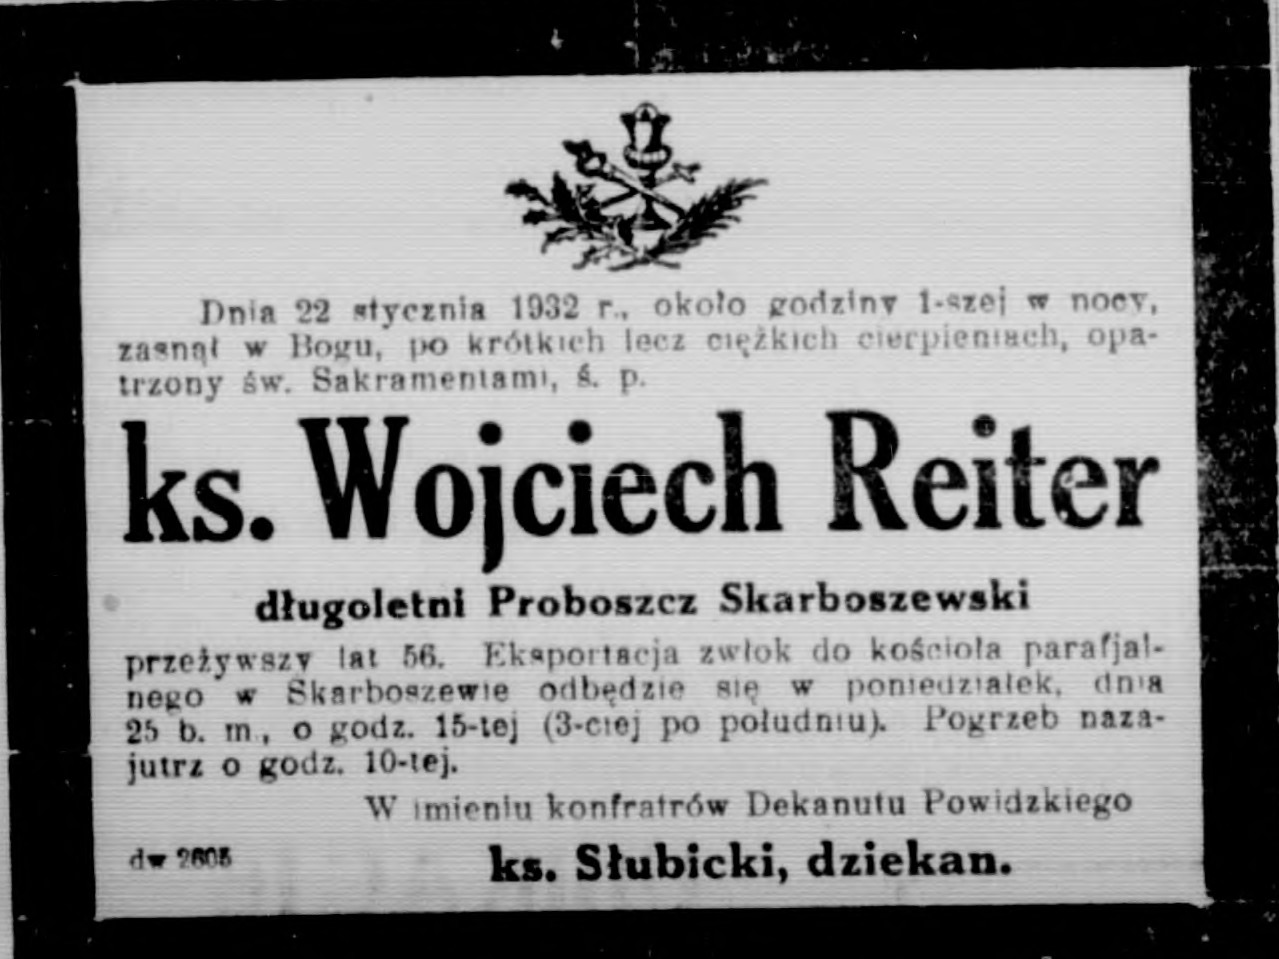 Dnia 22 stycznia 1932 r., około godziny 1-szej w nocy,
zasnął w Bogu, po krótkich lecz ciężkich cierpieniach, opa-
trzony św. Sakramentami, ś. p.
ks. Wojciech Reiter
długoletni Proboszcz Skarboszewski
przeżywszy lat 56. Eksportacja zwłok do kościoła parafjal-
nego w Skarboszewie odbędzie się w poniedziałek, dnia
25 b. m., o godz. 15-tej (3-ciej po południu). Pogrzeb naza-
jutrz o godz. 10-tej.
W imieniu konfratrów Dekanutu Powidzkiego
dw 2605
ks. Słubicki, dziekan.